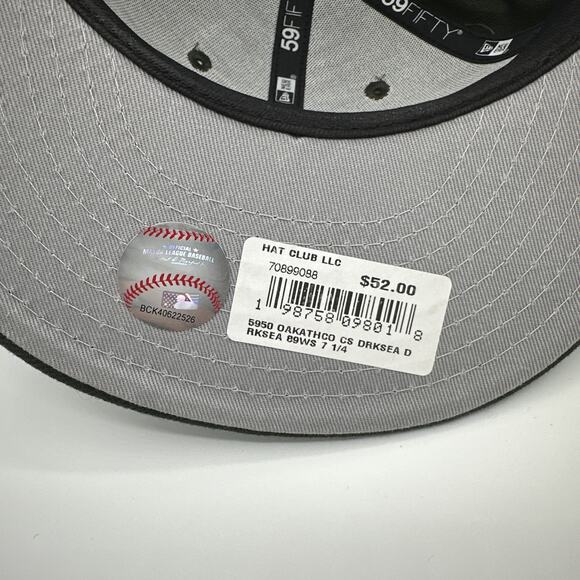 59FIFTY
59FIFTY
OFFICIAL
MAJOR LEAGUE BASEBALL
BCK40622526
HAT CLUB LLC
70899088
$52.00
1 98758 09801 8
5950 OAKATHCO CS DRKSEA D
RKSEA 89WS 7 1/4